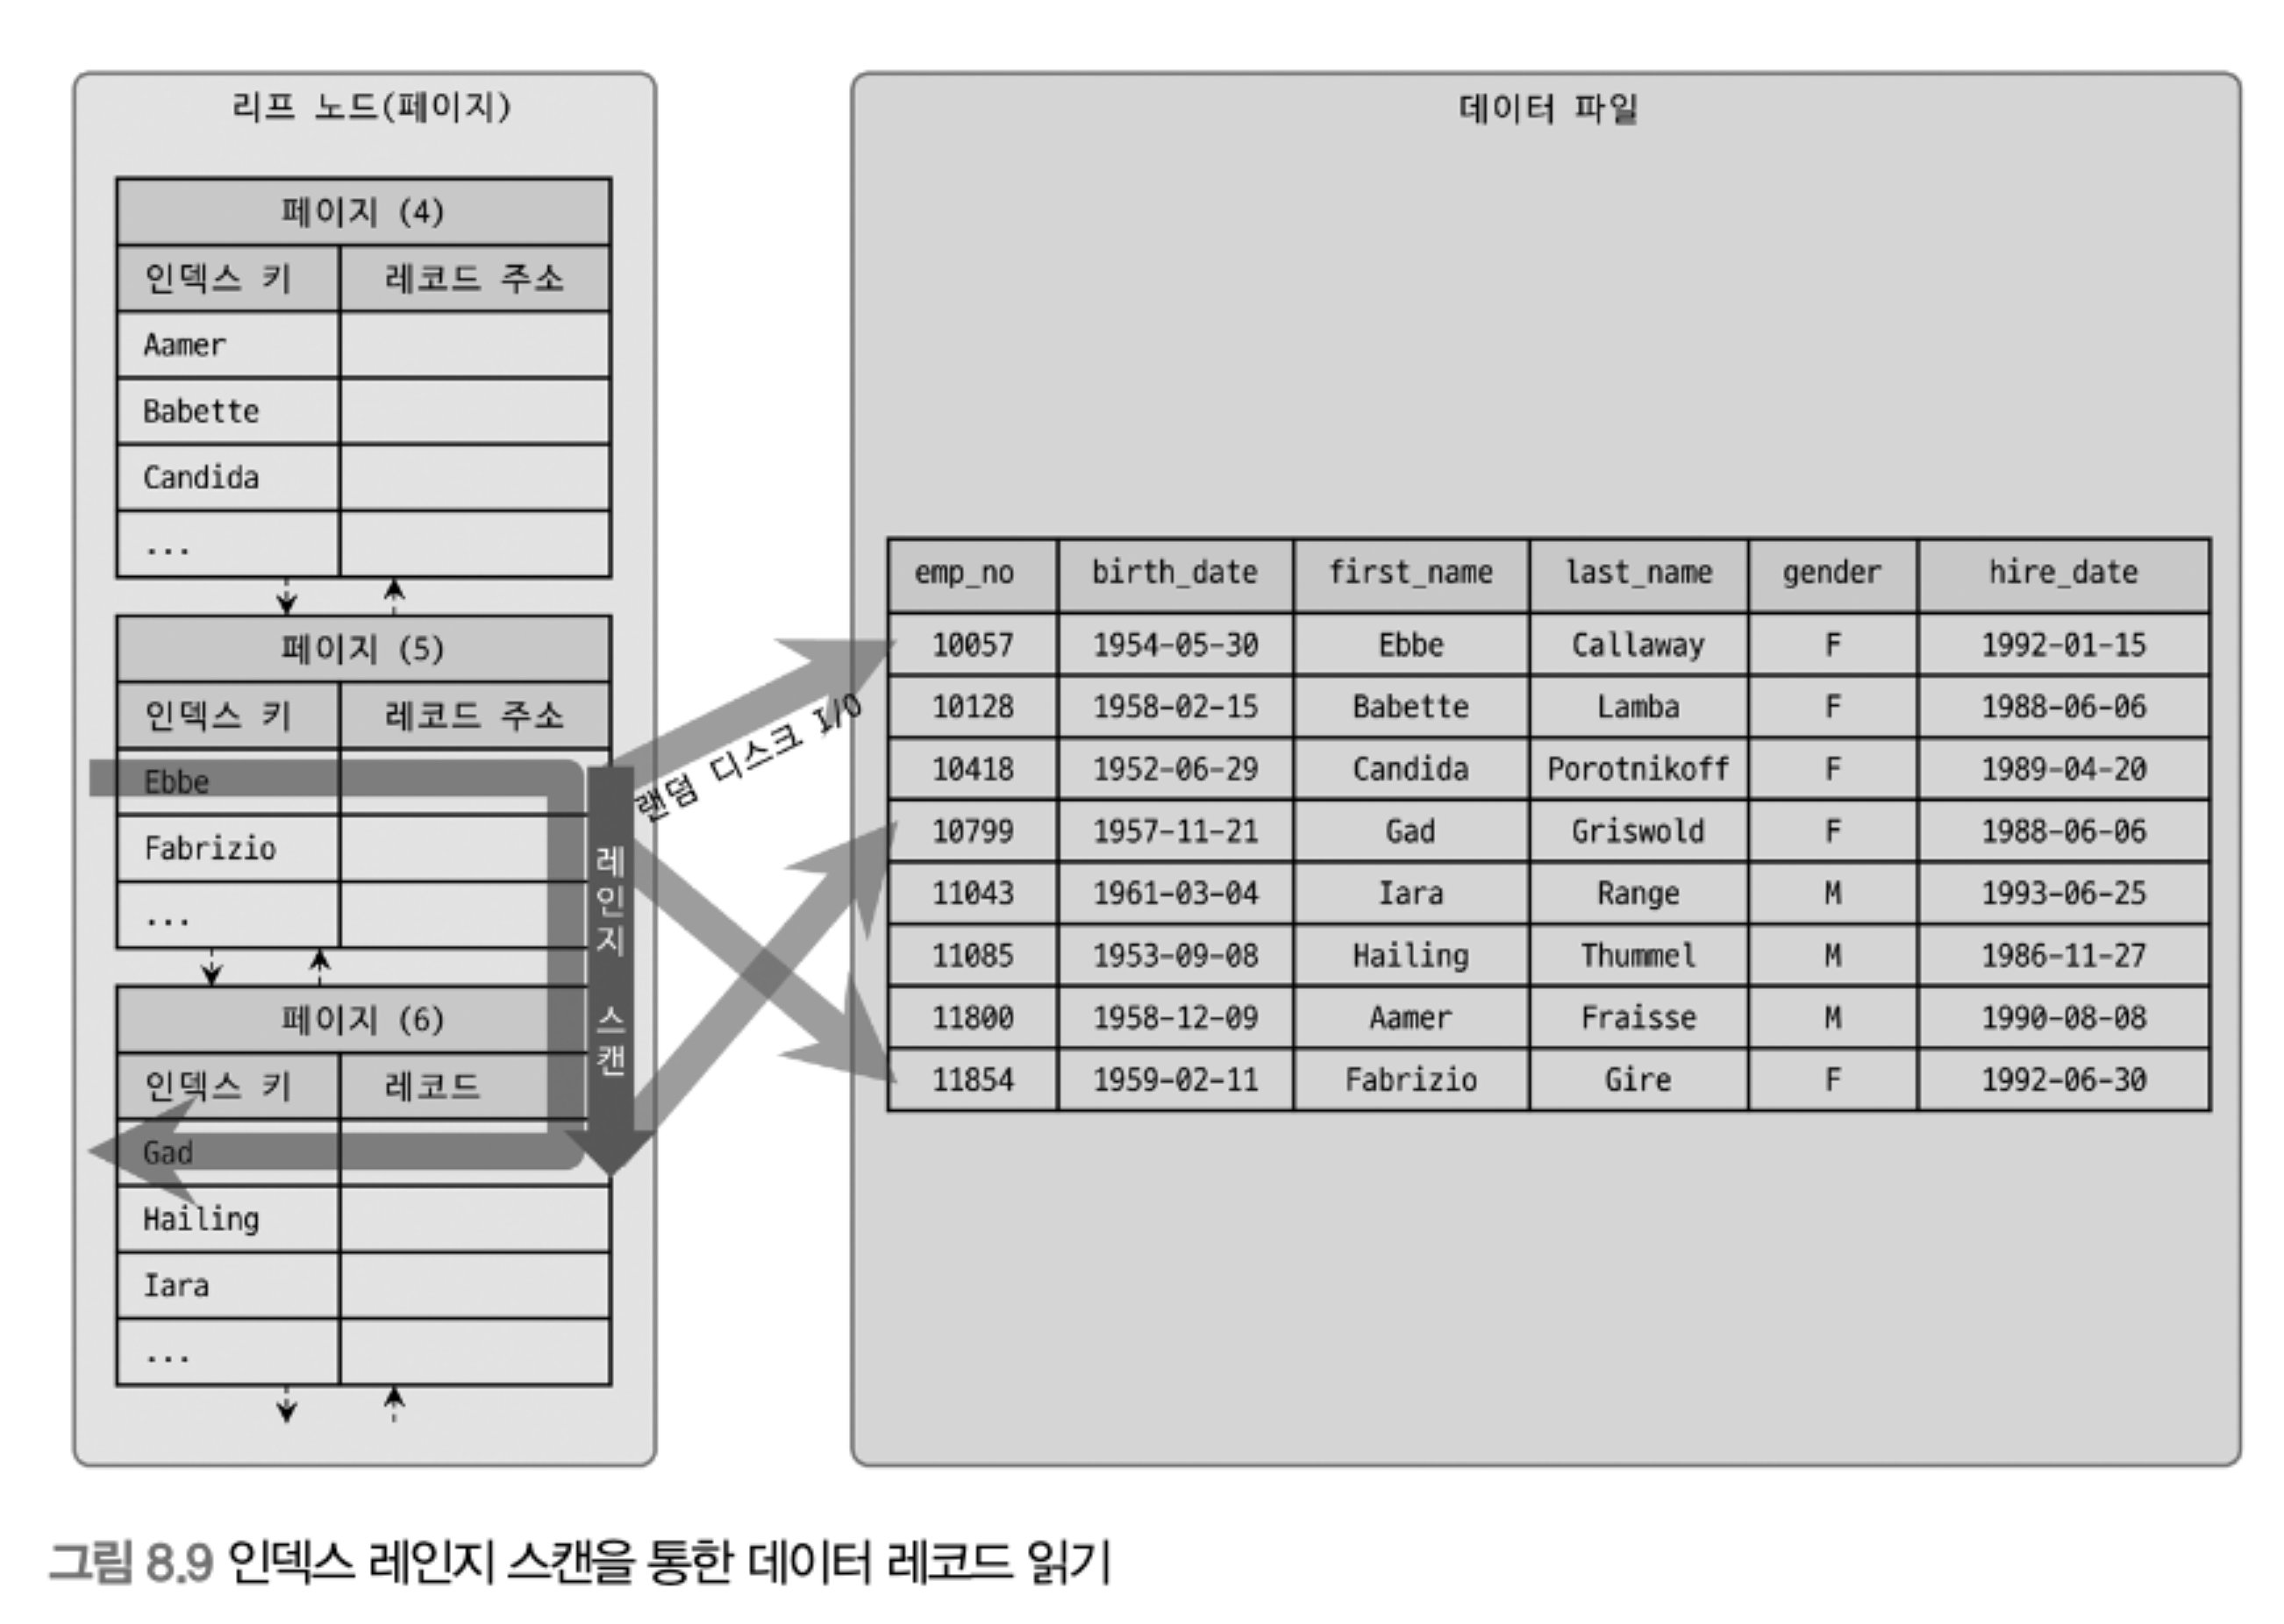 리프 노드(페이지)
페이지 (4)
인덱스 키 레코드 주소
Aamer
Babette
Candida
...
페이지 (5)
인덱스 키 레코드 주소
Ebbe
Fabrizio
...
페이지 (6)
인덱스 키 레코드
Gad
Hailing
Iara
...
레인지 스캔
랜덤 디스크 I/O
데이터 파일
emp_no birth_date first_name last_name gender hire_date
10057 1954-05-30 Ebbe Callaway F 1992-01-15
10128 1958-02-15 Babette Lamba F 1988-06-06
10418 1952-06-29 Candida Porotnikoff F 1989-04-20
10799 1957-11-21 Gad Griswold F 1988-06-06
11043 1961-03-04 Iara Range M 1993-06-25
11085 1953-09-08 Hailing Thummel M 1986-11-27
11800 1958-12-09 Aamer Fraisse M 1990-08-08
11854 1959-02-11 Fabrizio Gire F 1992-06-30
그림 8.9 인덱스 레인지 스캔을 통한 데이터 레코드 읽기